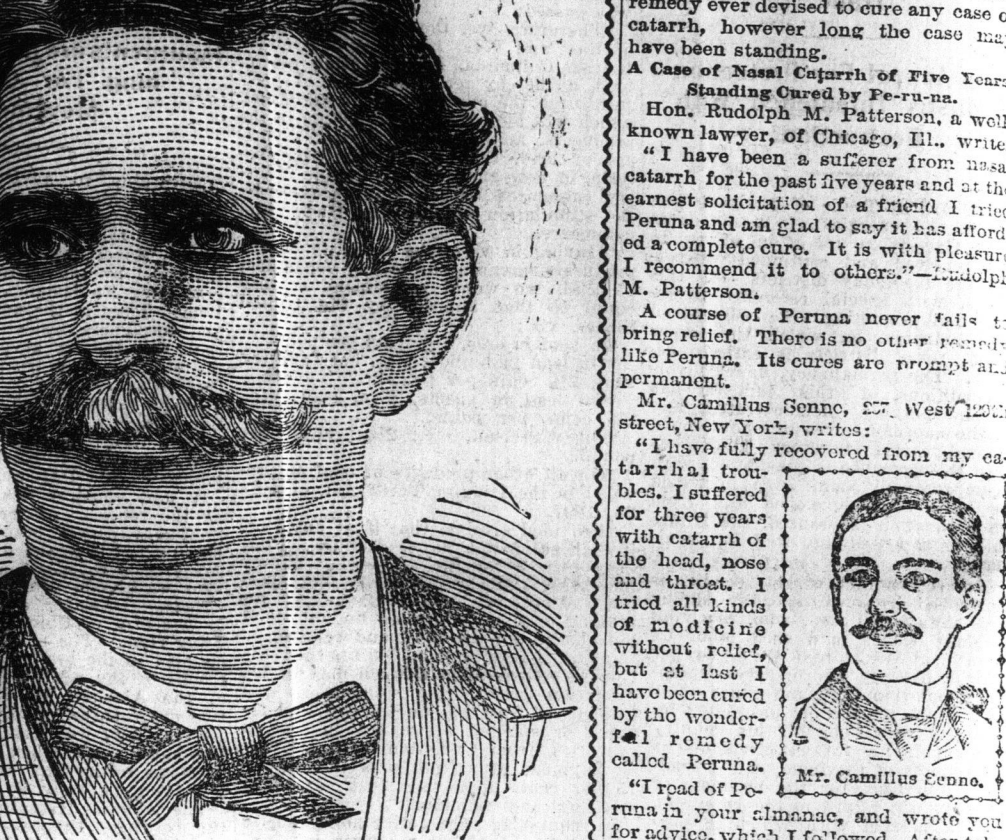 remedy ever devised to cure any case
catarrh, however long the case
have been standing.
A Case of Nasal Catarrh of Five Years
Standing Cured by Pe-ru-na.
Hon. Rudolph M. Patterson, a well
known lawyer, of Chicago, Ill., write
"I have been a sufferer from nasa
catarrh for the past five years and at th
earnest solicitation of a friend I tried
Peruna and am glad to say it has afford-
ed a complete cure. It is with pleasur
I recommend it to others."—Rudolph
M. Patterson.
A course of Peruna never fails t
bring relief. There is no other remedy
like Peruna. Its cures are prompt and
permanent.
Mr. Camillus Senne, West
street, New York, writes:
"I have fully recovered from my ca-
tarrhal trou-
bles. I suffered
for three years
with catarrh of
the head, nose
and throat. I
tried all kinds
of medicine
without relief,
but at last I
have been cured
by the wonder-
ful remedy
called Peruna.
"I read of Pe-
runa in your almanac, and wrote you
for advice, which I followed.
Mr. Camillus Senne.